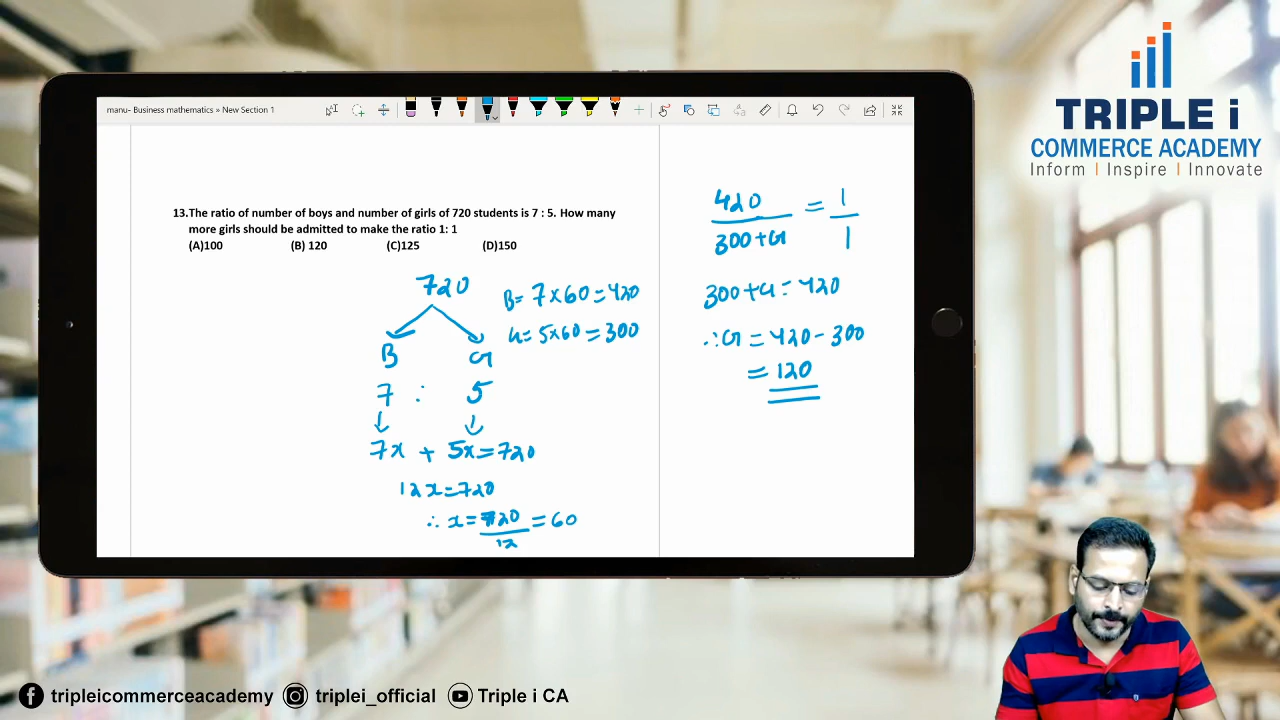 manu- Business mathematics » New Section 1
13.The ratio of number of boys and number of girls of 720 students is 7 : 5. How many
more girls should be admitted to make the ratio 1: 1
(A)100 (B) 120 (C)125 (D)150
720
B G
7 : 5
7x + 5x=720
12x=720
∴ x=720/12=60
B= 7×60=420
G=5×60=300
420/300+G = 1/1
300+G=420
∴G=420-300
=120
TRIPLE i
COMMERCE ACADEMY
Inform | Inspire | Innovate
tripleicommerceacademy triplei_official Triple i CA